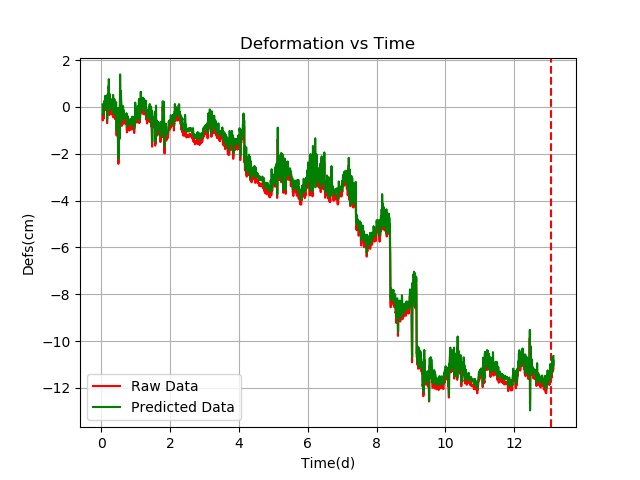 Deformation vs Time
2
0
−2
−4
−6
−8
−10
−12
Defs(cm)
Raw Data
Predicted Data
0 2 4 6 8 10 12
Time(d)